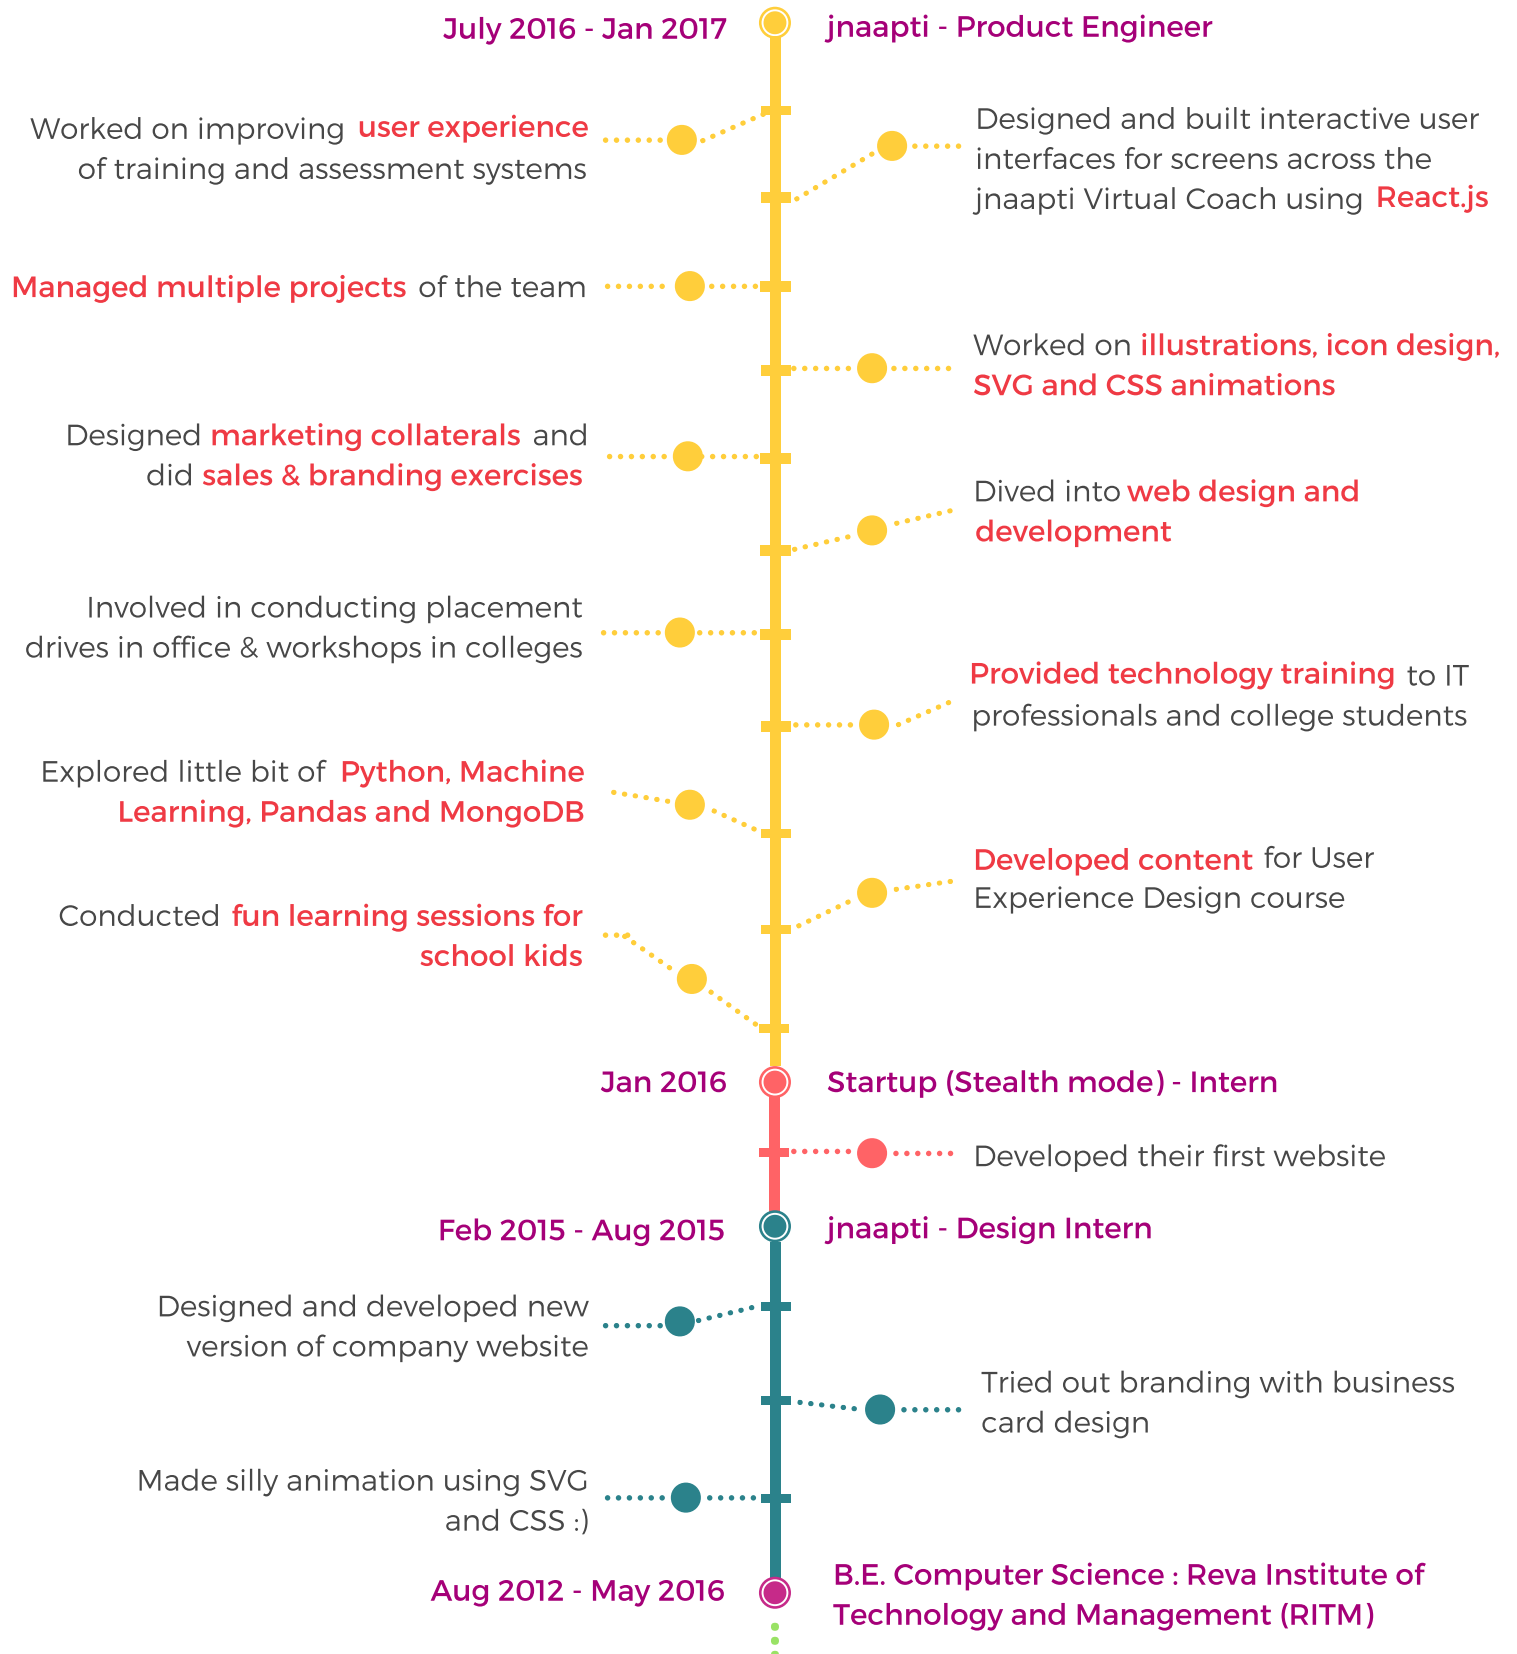 July 2016 - Jan 2017
jnaapti - Product Engineer
Worked on improving user experience
of training and assessment systems
Designed and built interactive user
interfaces for screens across the
jnaapti Virtual Coach using React.js
Managed multiple projects of the team
Worked on illustrations, icon design,
SVG and CSS animations
Designed marketing collaterals and
did sales & branding exercises
Dived into web design and
development
Involved in conducting placement
drives in office & workshops in colleges
Provided technology training to IT
professionals and college students
Explored little bit of Python, Machine
Learning, Pandas and MongoDB
Developed content for User
Experience Design course
Conducted fun learning sessions for
school kids
Jan 2016
Startup (Stealth mode) - Intern
Developed their first website
Feb 2015 - Aug 2015
jnaapti - Design Intern
Designed and developed new
version of company website
Tried out branding with business
card design
Made silly animation using SVG
and CSS :)
Aug 2012 - May 2016
B.E. Computer Science : Reva Institute of
Technology and Management (RITM)